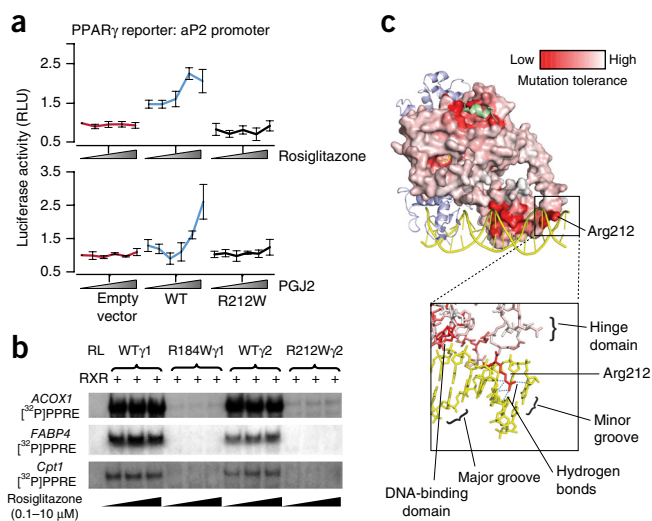 a
PPARγ reporter: aP2 promoter
Luciferase activity (RLU)
2.5
1.5
0.5
Rosiglitazone
2.5
1.5
0.5
PGJ2
Empty vector
WT
R212W
b
RL WTγ1 R184Wγ1 WTγ2 R212Wγ2
RXR + + + + + + + + + + + +
ACOX1
[³²P]PPRE
FABP4
[³²P]PPRE
Cpt1
[³²P]PPRE
Rosiglitazone
(0.1–10 μM)
c
Low High
Mutation tolerance
Arg212
Hinge
domain
Arg212
Minor
groove
Major groove
Hydrogen
bonds
DNA-binding
domain